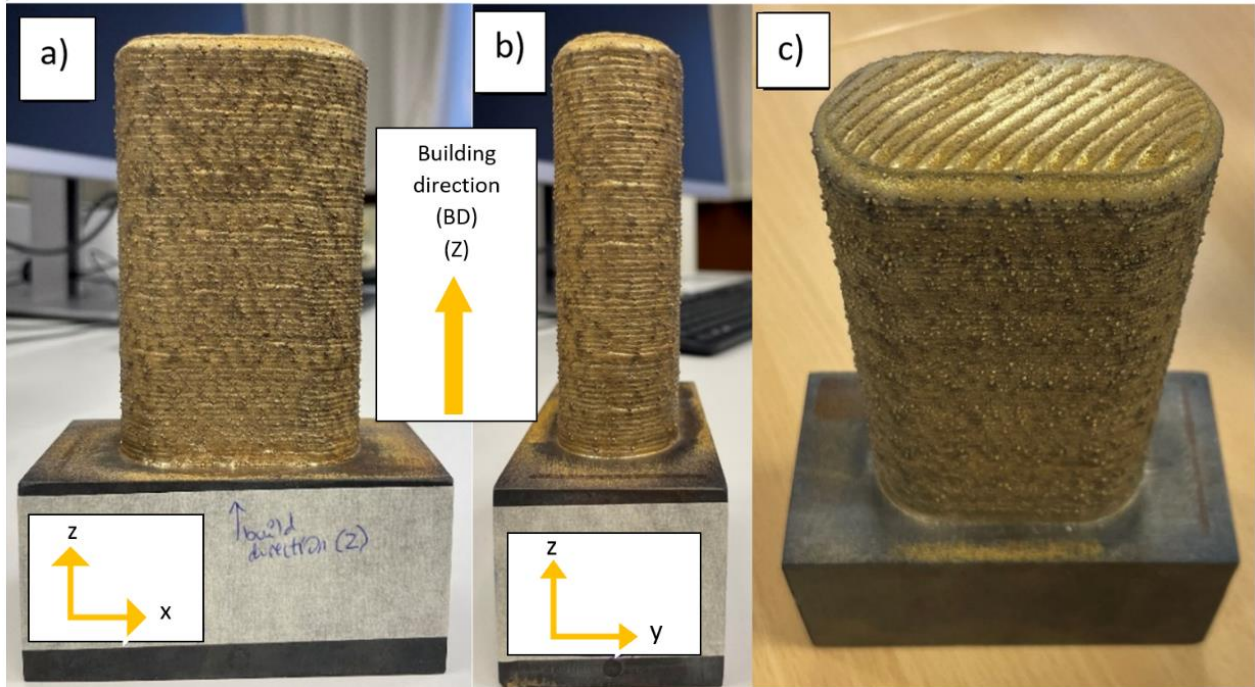 a)
b)
c)
Building
direction
(BD)
(Z)
↑build
direction (Z)
z
x
z
y